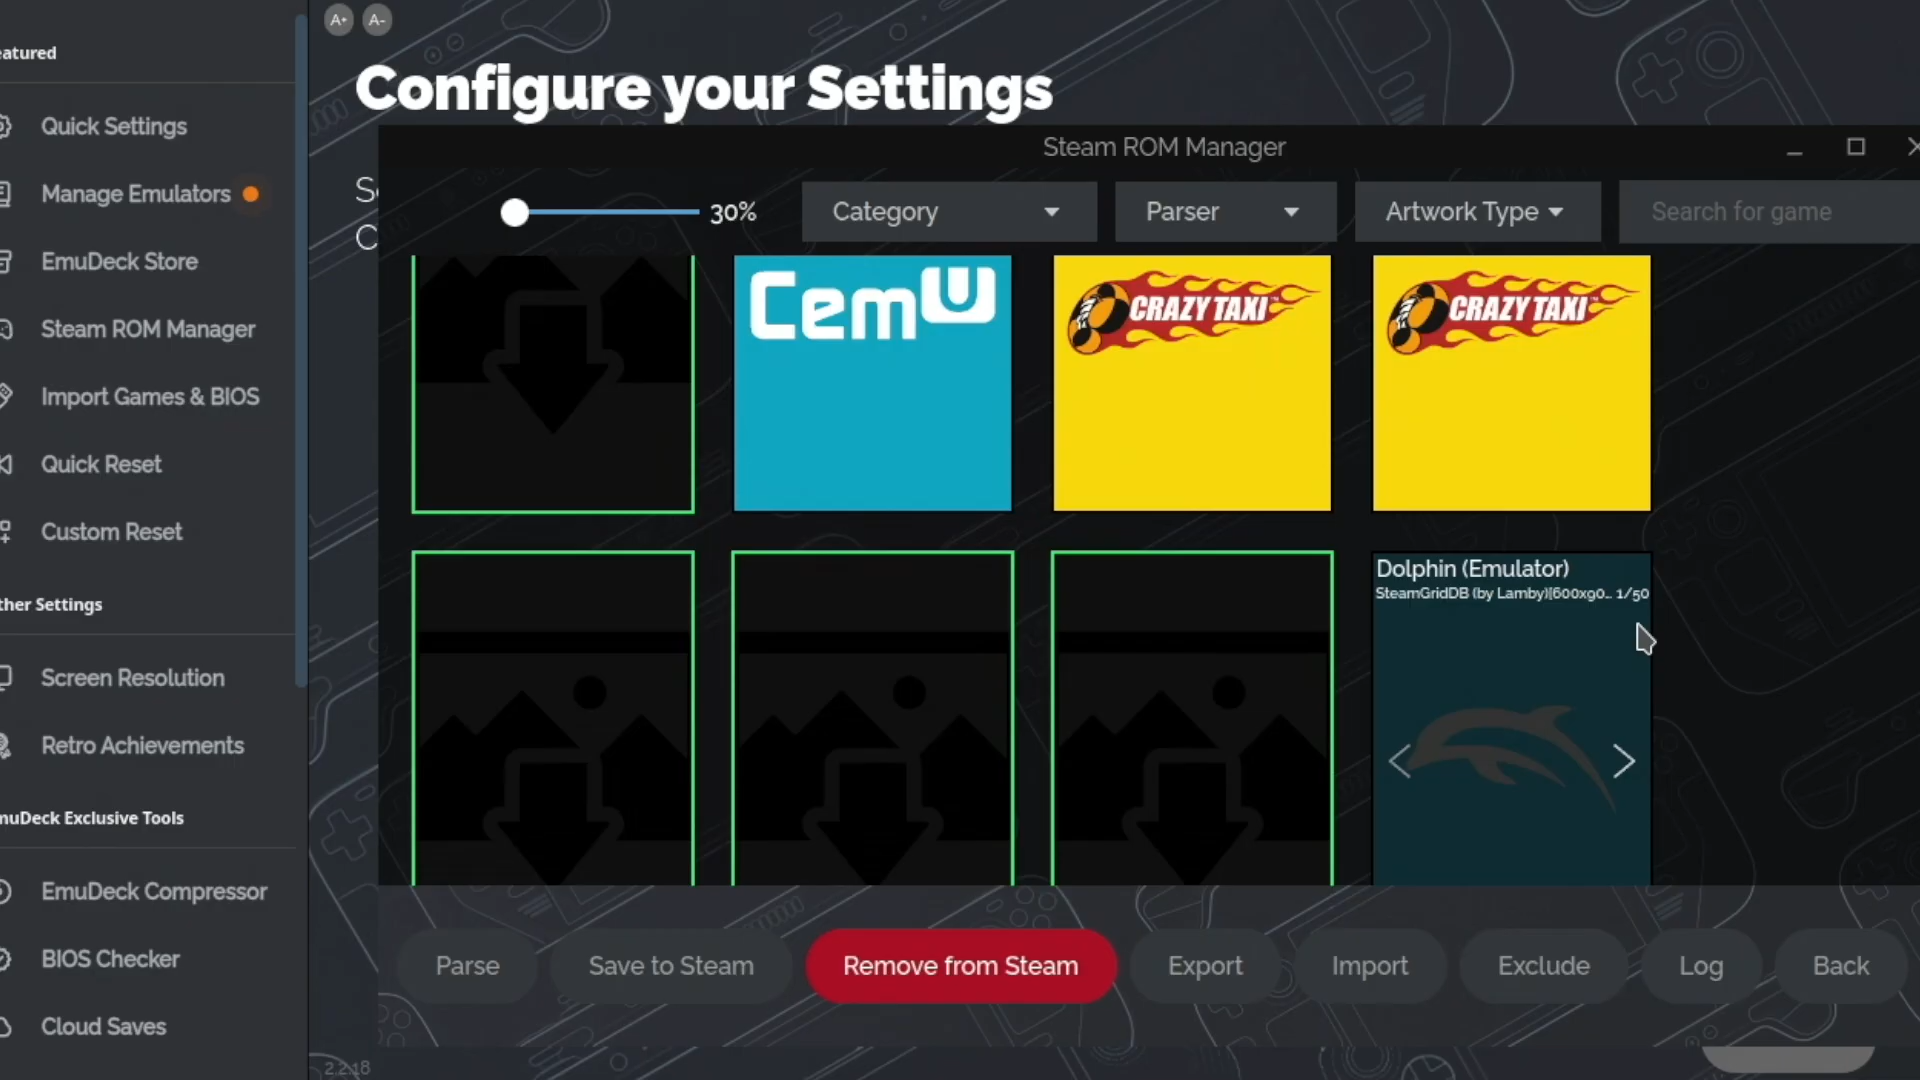 A+ A-
eatured
Configure your Settings
Quick Settings
Steam ROM Manager
Manage Emulators
30%
Category
Parser
Artwork Type
Search for game
EmuDeck Store
Cemu
CRAZY TAXI
CRAZY TAXI
Steam ROM Manager
Import Games & BIOS
Quick Reset
Custom Reset
Dolphin (Emulator)
SteamGridDB (by Lamby)|[600x90... 1/50
ther Settings
Screen Resolution
Retro Achievements
muDeck Exclusive Tools
EmuDeck Compressor
BIOS Checker
Parse
Save to Steam
Remove from Steam
Export
Import
Exclude
Log
Back
Cloud Saves
2.2.18